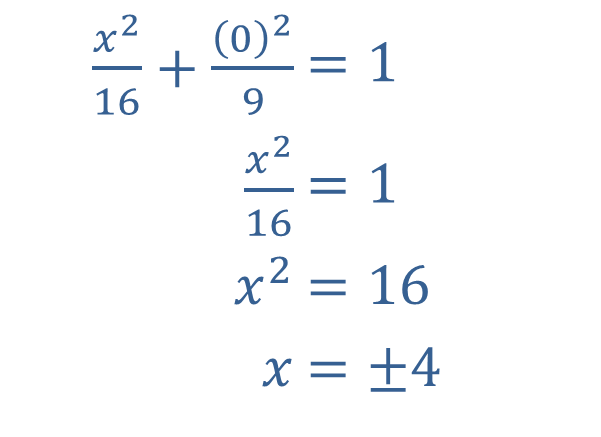 x²/16 + (0)²/9 = 1
x²/16 = 1
x² = 16
x = ±4